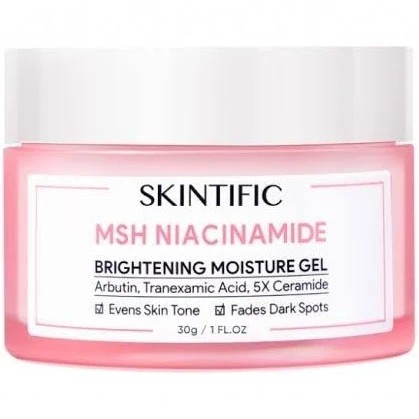 SKINTIFIC
MSH NIACINAMIDE
BRIGHTENING MOISTURE GEL
Arbutin, Tranexamic Acid, 5X Ceramide
☑ Evens Skin Tone ☑ Fades Dark Spots
30g / 1 FL.OZ